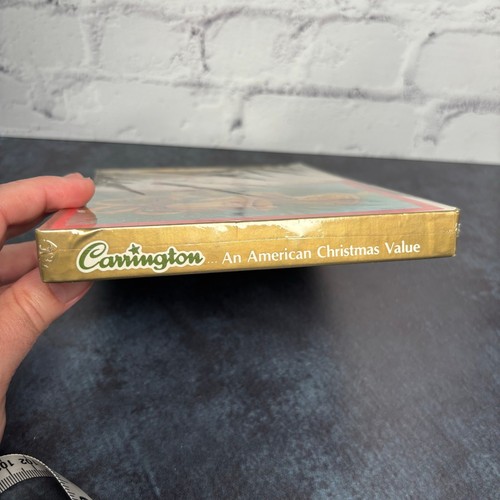 Carrington ... An American Christmas Value